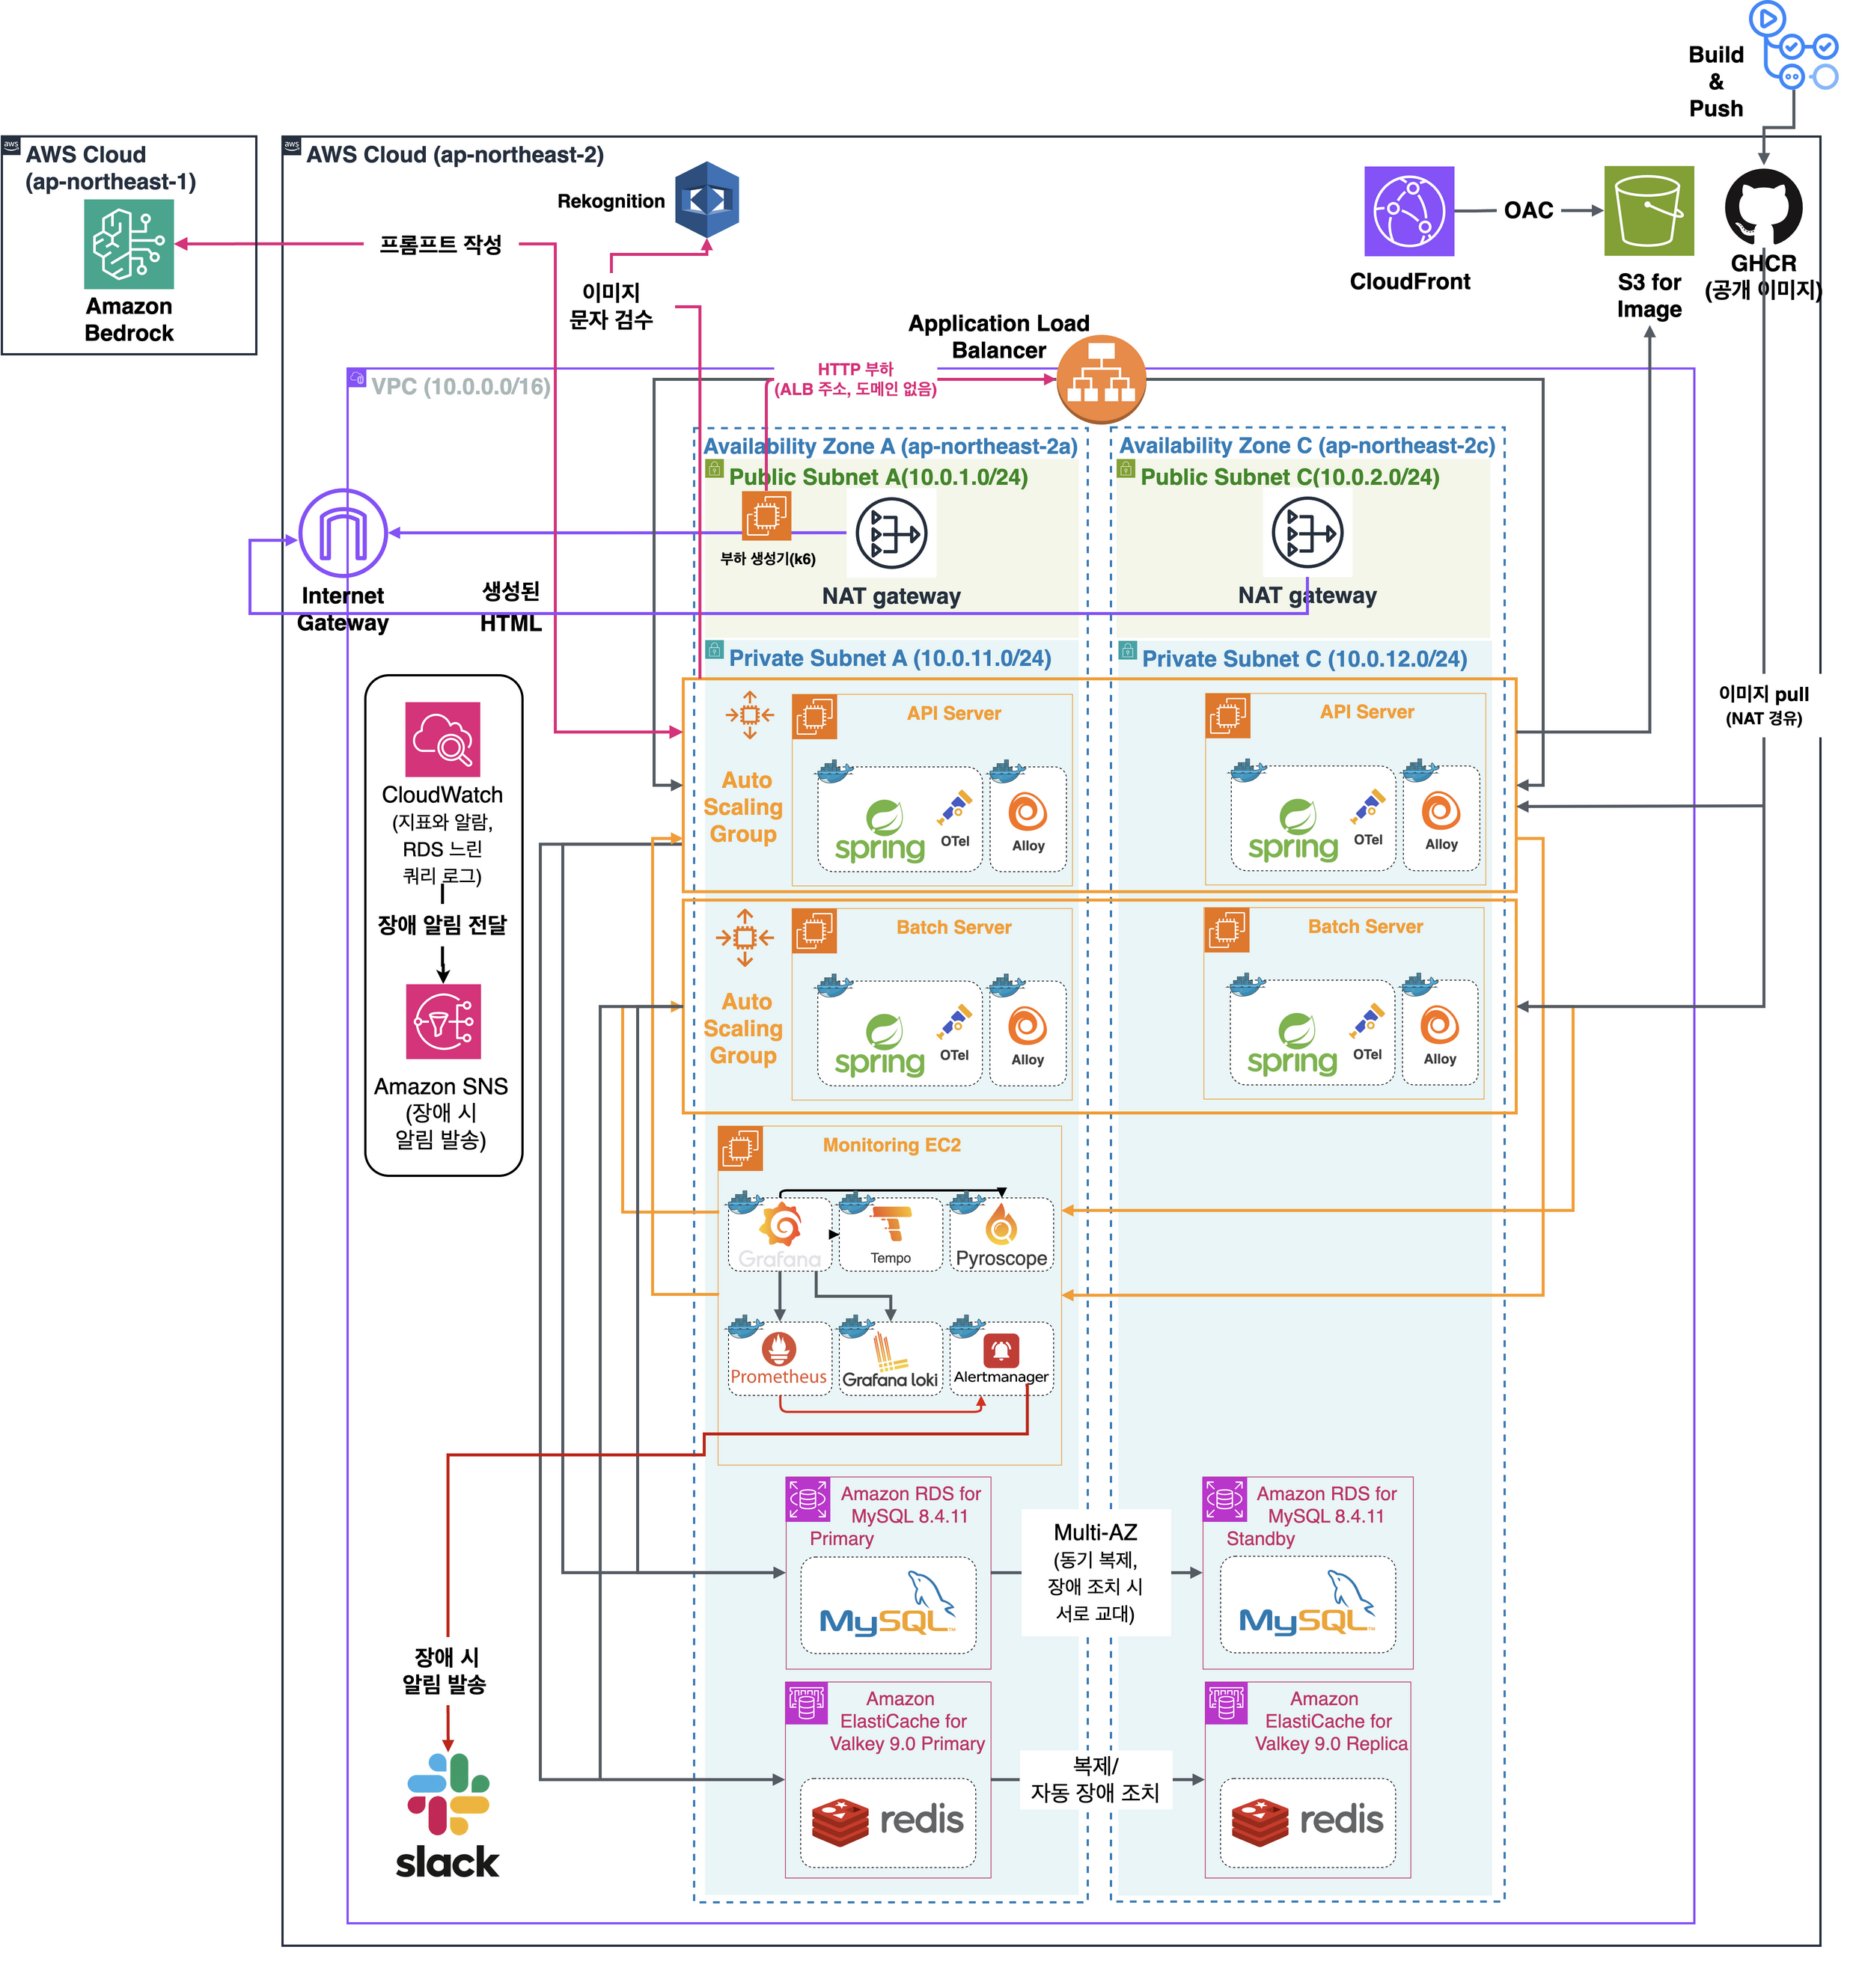 Build
&
Push
aws
AWS Cloud
(ap-northeast-1)
Amazon
Bedrock
aws
AWS Cloud (ap-northeast-2)
Rekognition
프롬프트 작성
이미지
문자 검수
CloudFront
OAC
S3 for
Image
GHCR
(공개 이미지)
Application Load
Balancer
HTTP 부하
(ALB 주소, 도메인 없음)
VPC (10.0.0.0/16)
Availability Zone A (ap-northeast-2a)
Public Subnet A(10.0.1.0/24)
부하 생성기(k6)
NAT gateway
Availability Zone C (ap-northeast-2c)
Public Subnet C(10.0.2.0/24)
NAT gateway
Internet
Gateway
생성된
HTML
Private Subnet A (10.0.11.0/24)
Private Subnet C (10.0.12.0/24)
이미지 pull
(NAT 경유)
Auto
Scaling
Group
API Server
spring
OTel
Alloy
API Server
spring
OTel
Alloy
CloudWatch
(지표와 알람,
RDS 느린
쿼리 로그)
장애 알림 전달
Amazon SNS
(장애 시
알림 발송)
Auto
Scaling
Group
Batch Server
spring
OTel
Alloy
Batch Server
spring
OTel
Alloy
Monitoring EC2
Grafana
Tempo
Pyroscope
Prometheus
Grafana loki
Alertmanager
Amazon RDS for
MySQL 8.4.11
Primary
MySQL
Multi-AZ
(동기 복제,
장애 조치 시
서로 교대)
Amazon RDS for
MySQL 8.4.11
Standby
MySQL
장애 시
알림 발송
slack
Amazon
ElastiCache for
Valkey 9.0 Primary
redis
복제/
자동 장애 조치
Amazon
ElastiCache for
Valkey 9.0 Replica
redis